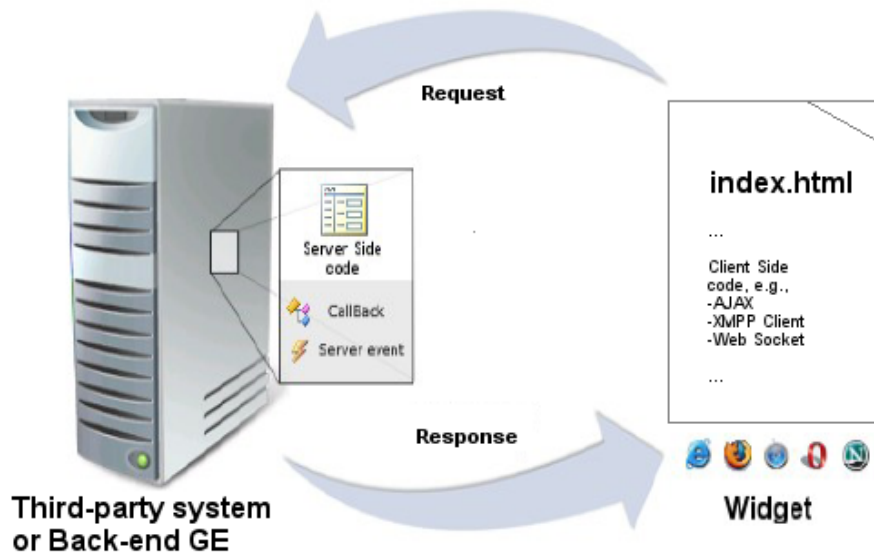 Request
index.html
...
Client Side
code, e.g.,
-AJAX
-XMPP Client
-Web Socket
...
Server Side
code
CallBack
Server event
Response
Third-party system
or Back-end GE
Widget